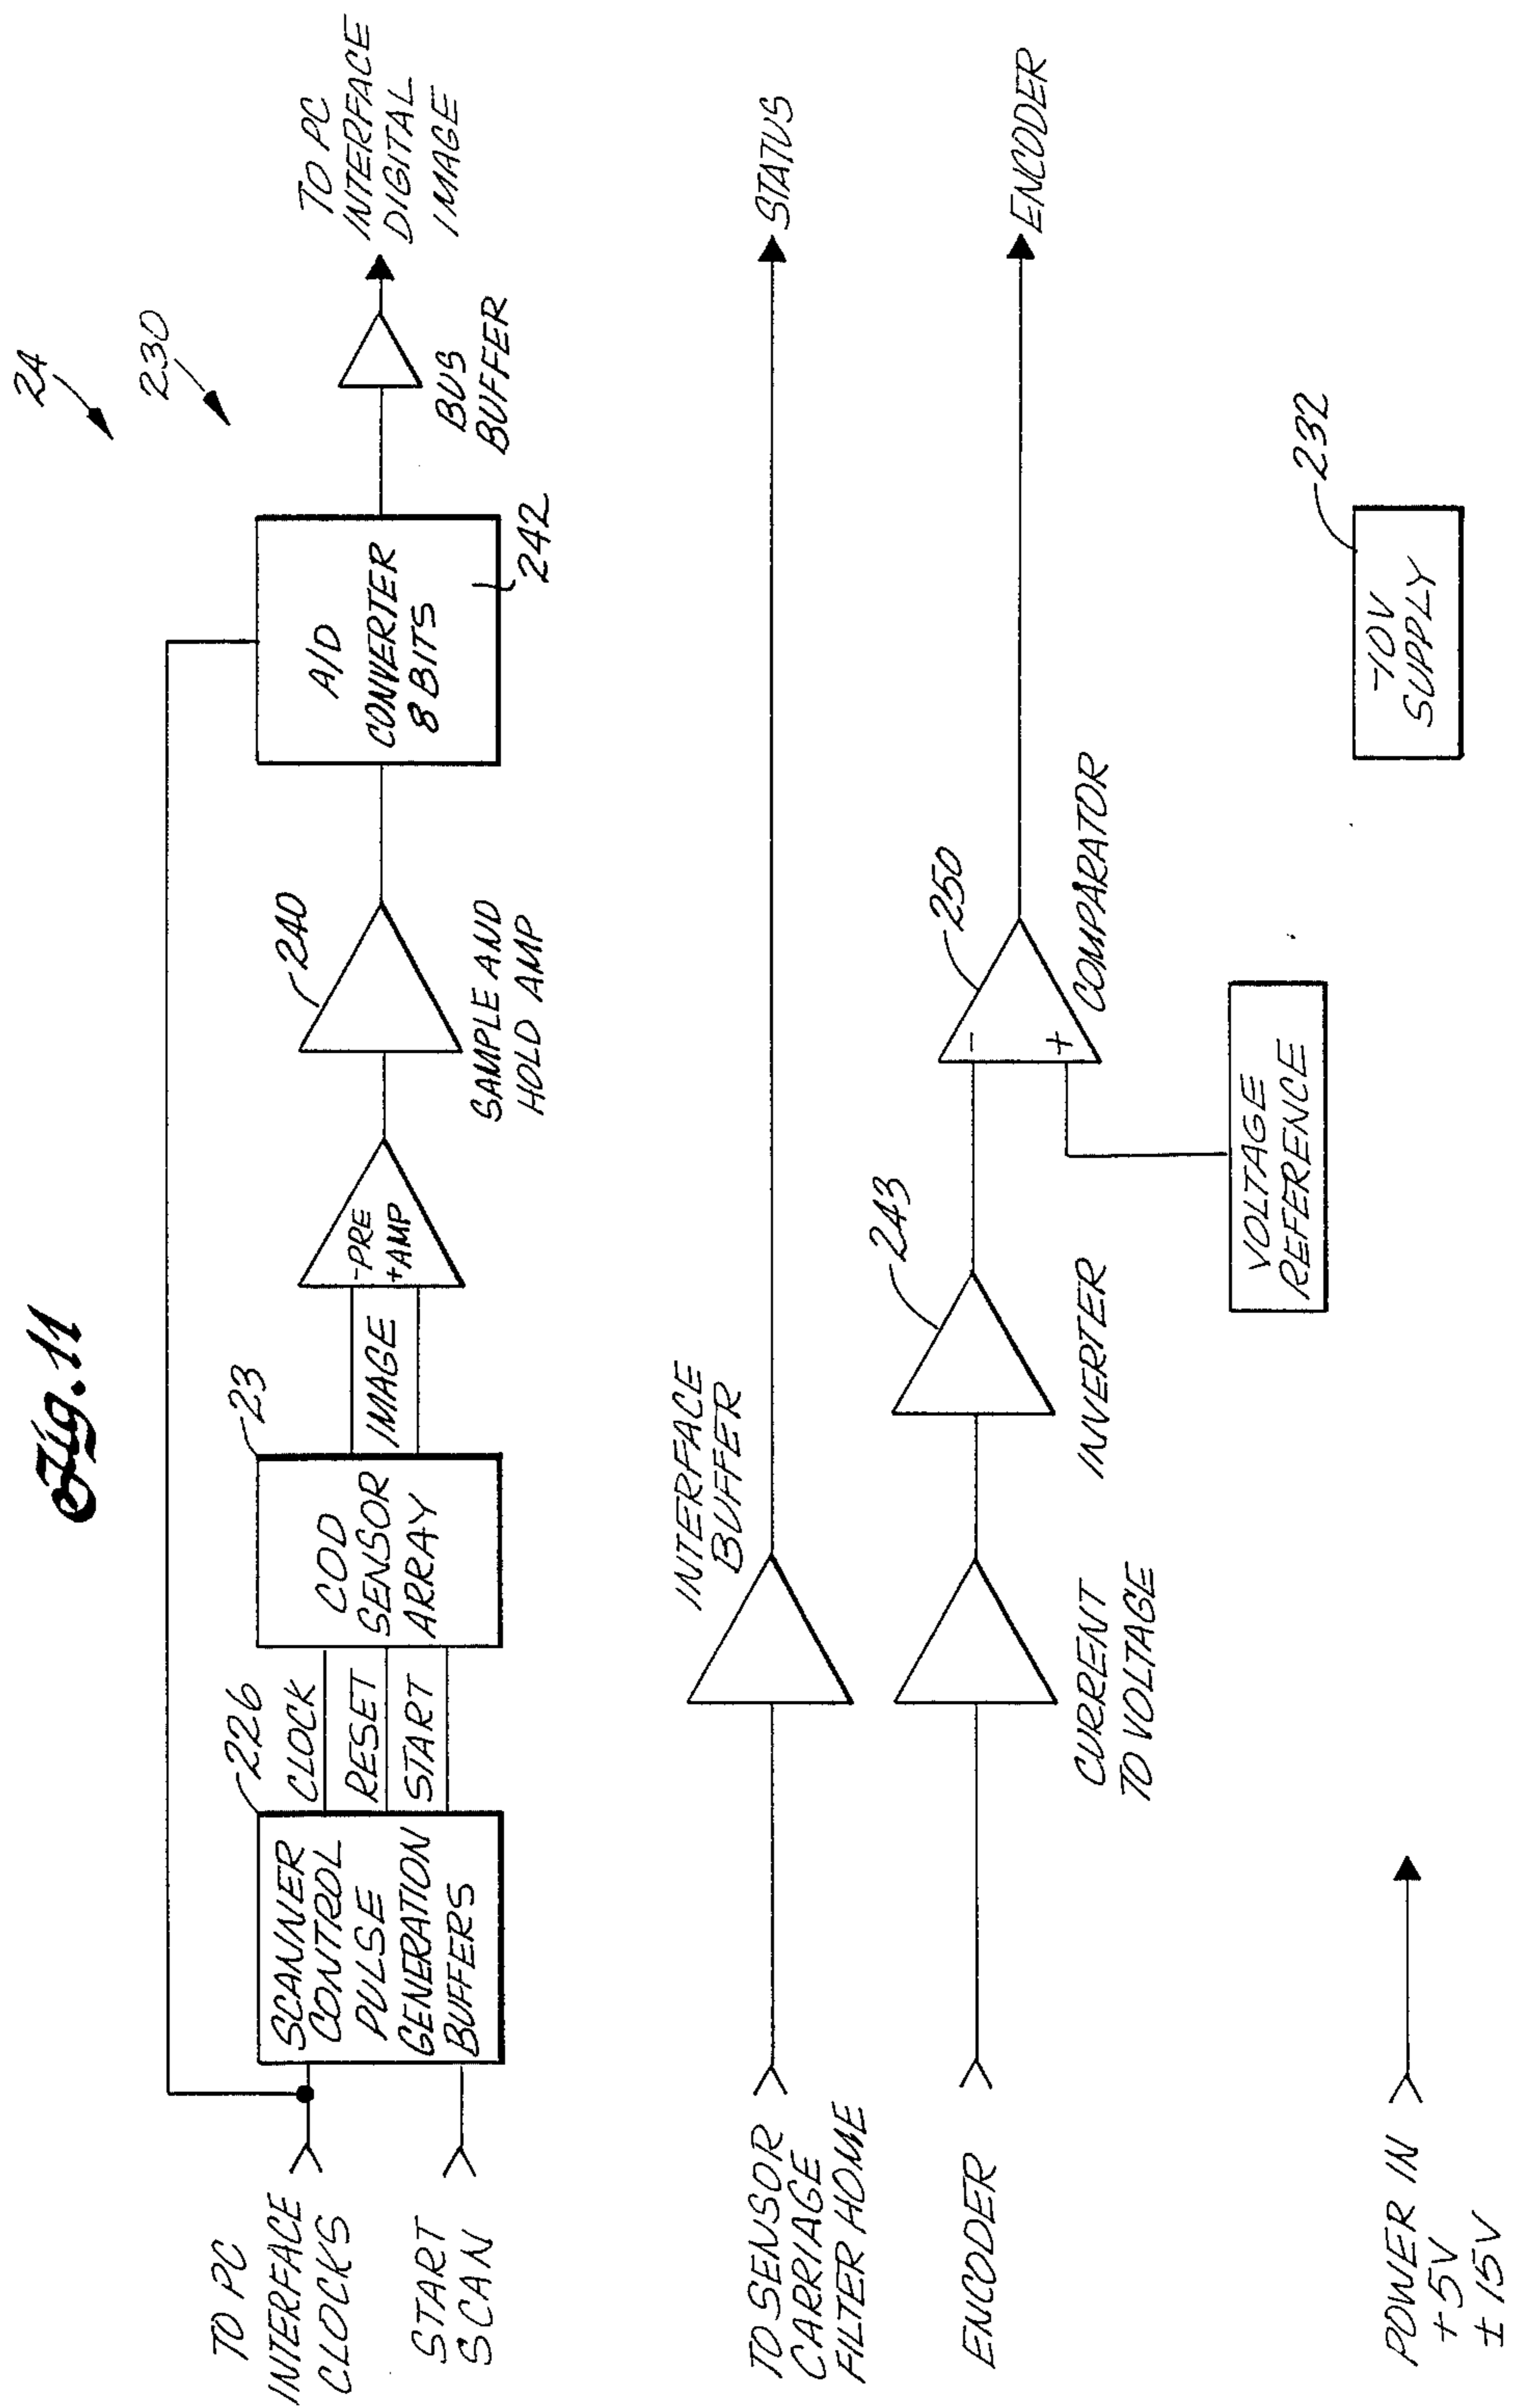 Fig. 11
24
230
TO PC
INTERFACE
CLOCKS
START
SCAN
226
SCANNER
CONTROL
PULSE
GENERATION
BUFFERS
CLOCK
RESET
START
23
COD
SENSOR
ARRAY
IMAGE
-PRE
+AMP
240
SAMPLE AND
HOLD AMP
A/D
CONVERTER
8 BITS
242
BUS
BUFFER
TO PC
INTERFACE
DIGITAL
IMAGE
TO SENSOR
CARRIAGE
FILTER HOME
INTERFACE
BUFFER
STATUS
ENCODER
CURRENT
TO VOLTAGE
243
INVERTER
250
-
+
COMPARATOR
ENCODER
VOLTAGE
REFERENCE
232
-10V
SUPPLY
POWER IN
+5V
±15V